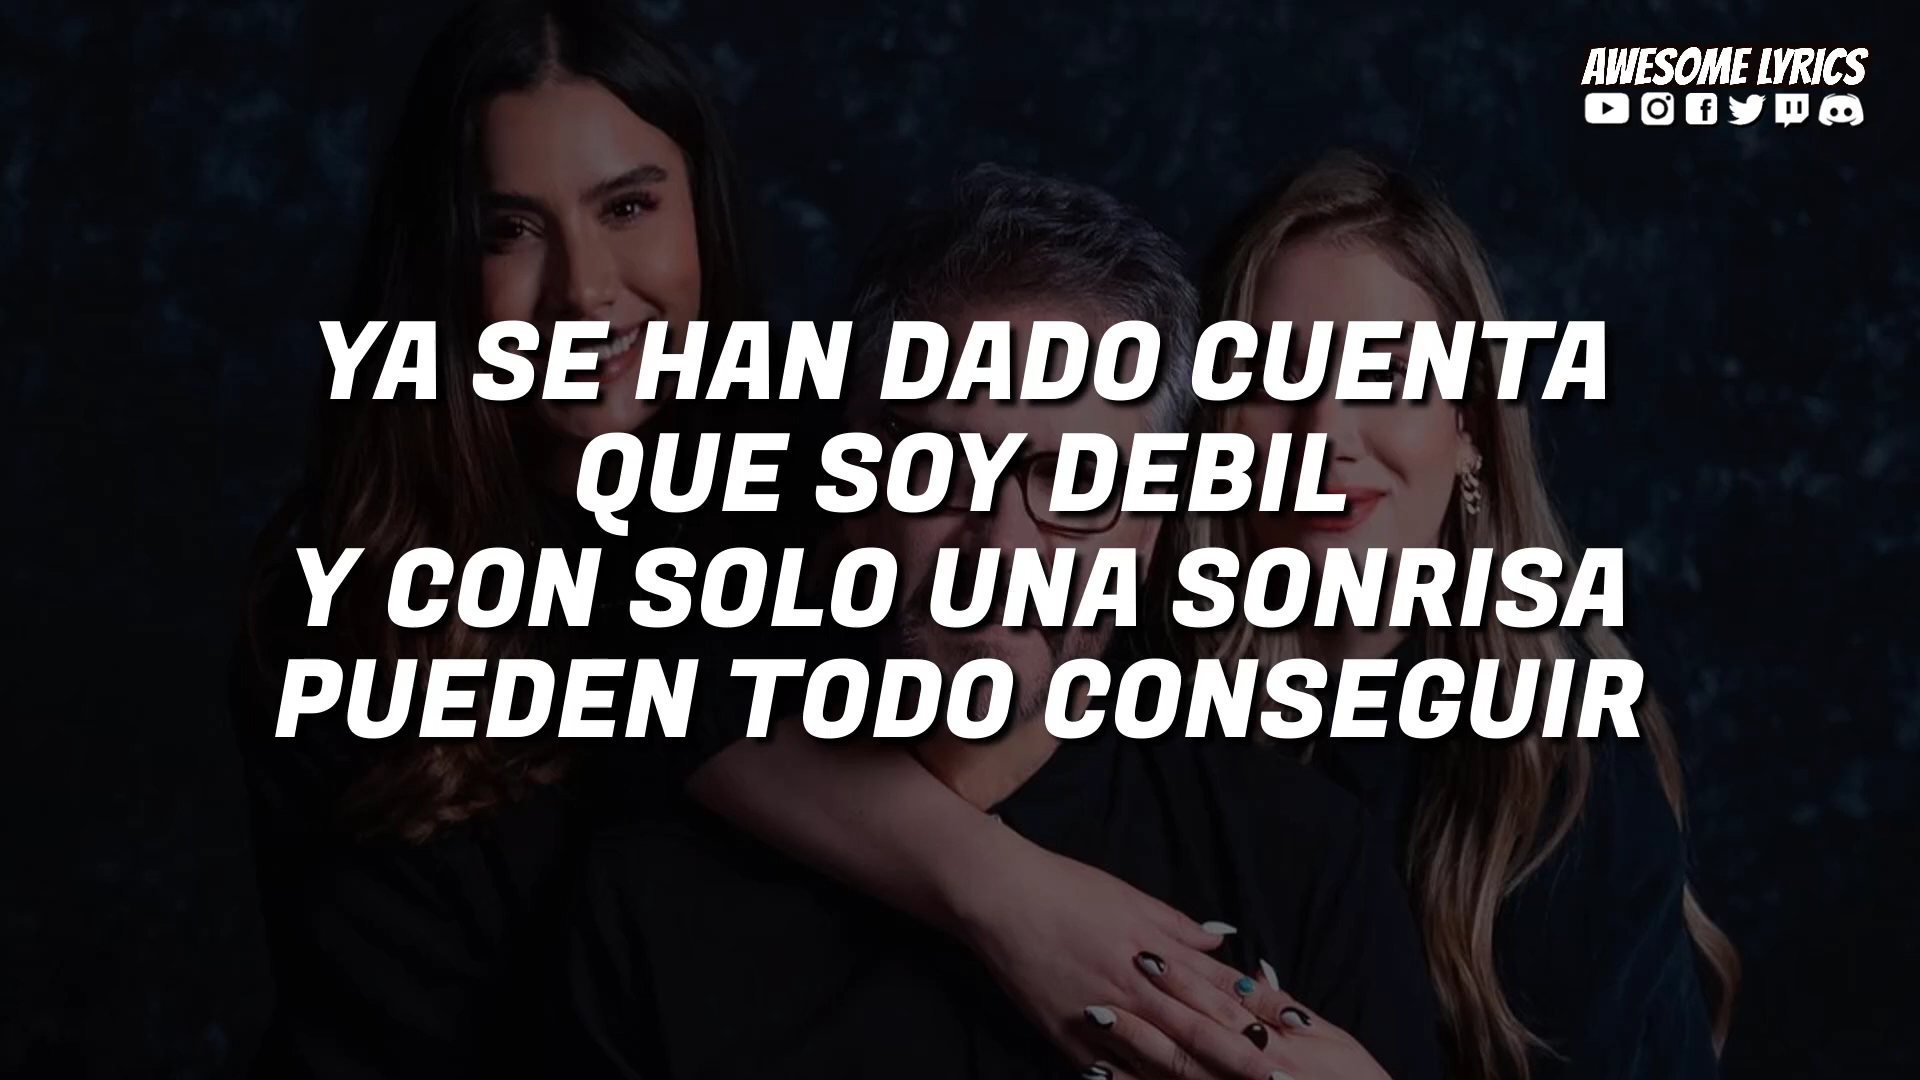 AWESOME LYRICS
YA SE HAN DADO CUENTA
QUE SOY DEBIL
Y CON SOLO UNA SONRISA
PUEDEN TODO CONSEGUIR